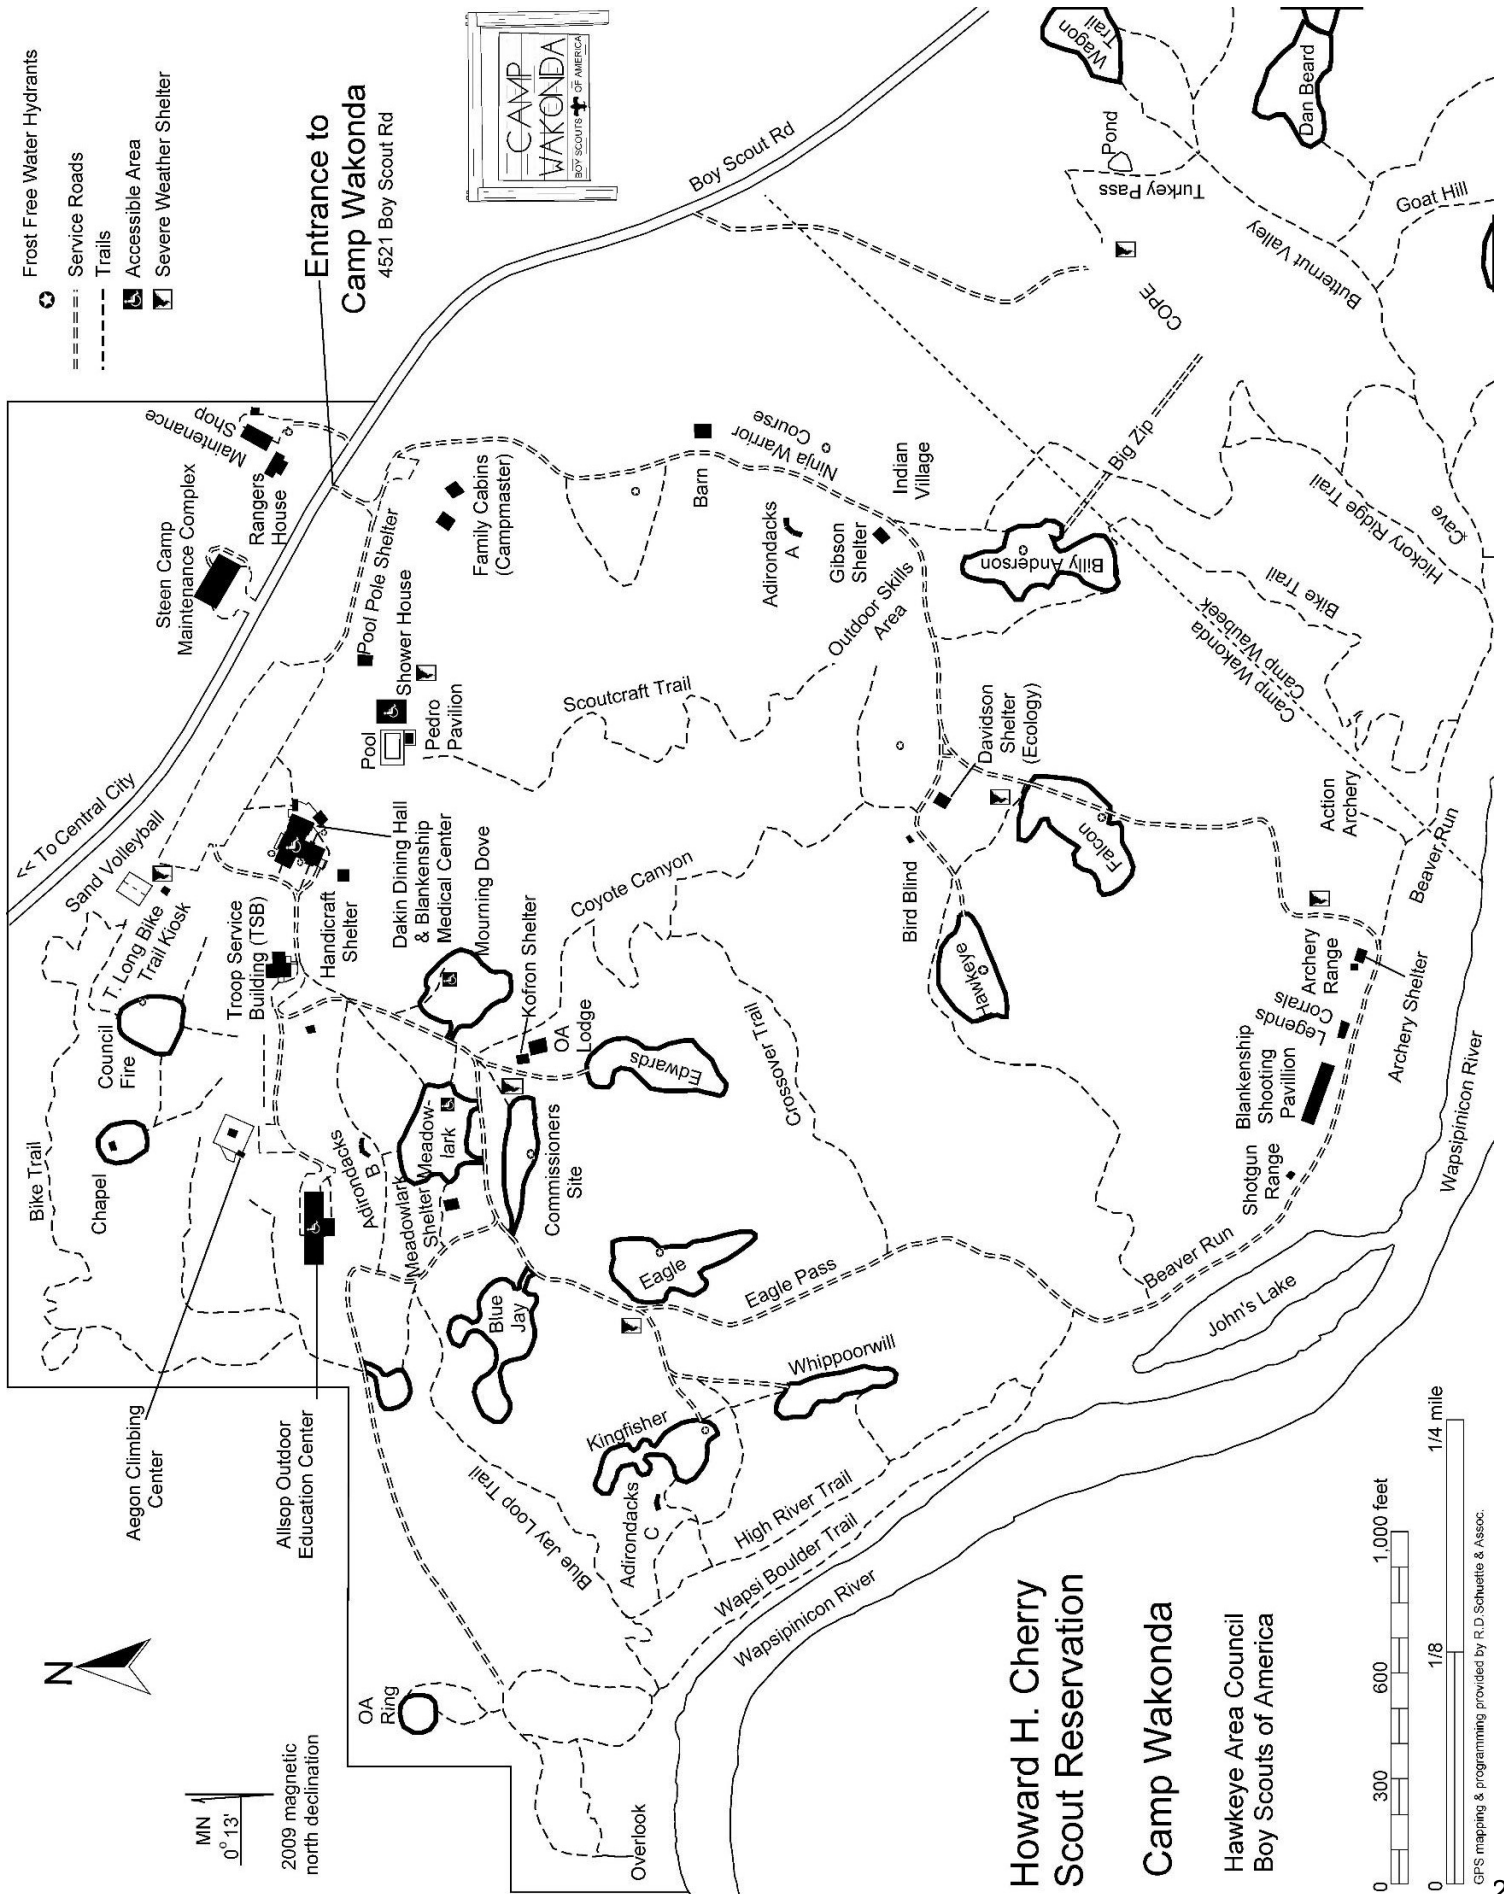 Frost Free Water Hydrants
Service Roads
Trails
Accessible Area
Severe Weather Shelter
Entrance to
Camp Wakonda
4521 Boy Scout Rd
CAMP
WAKONDA
BOY SCOUTS OF AMERICA
Boy Scout Rd
<< To Central City
Maintenance
Shop
Rangers
House
Steen Camp
Maintenance Complex
Pool Pole Shelter
Family Cabins
(Campmaster)
Shower House
Pool
Pedro
Pavilion
Sand Volleyball
T. Long Bike
Trail Kiosk
Dakin Dining Hall
& Blankenship
Medical Center
Handicraft
Shelter
Troop Service
Building (TSB)
Council
Fire
Chapel
Bike Trail
Mourning Dove
Kofron Shelter
OA
Lodge
Edwards
Commissioners
Site
Meadow-
lark
Meadowlark
Shelter
Adirondacks
B
Aegon Climbing
Center
Allsop Outdoor
Education Center
Blue
Jay
Eagle
Eagle Pass
Kingfisher
Whippoorwill
Adirondacks
C
Blue Jay Loop Trail
High River Trail
Wapsi Boulder Trail
Wapsipinicon River
OA
Ring
Overlook
N
MN
0° 13'
2009 magnetic
north declination
Scoutcraft Trail
Coyote Canyon
Crossover Trail
Barn
Ninja Warrior
Course
Adirondacks
A
Gibson
Shelter
Indian
Village
Outdoor Skills
Area
Billy Anderson
Big Zip
Davidson
Shelter
(Ecology)
Bird Blind
Falcon
Hawkeye
COPE
Turkey Pass
Pond
Wagon
Trail
Dan Beard
Butternut Valley
Goat Hill
Hickory Ridge Trail
Cave
Bike Trail
Camp Wakonda
Camp Waubeek
Action
Archery
Beaver Run
Archery
Range
Archery Shelter
Legends
Corrals
Blankenship
Shooting
Pavillion
Shotgun
Range
Beaver Run
John's Lake
Wapsipinicon River
Howard H. Cherry
Scout Reservation
Camp Wakonda
Hawkeye Area Council
Boy Scouts of America
0 300 600 1,000 feet
0 1/8 1/4 mile
GPS mapping & programming provided by R.D.Schuette & Assoc.